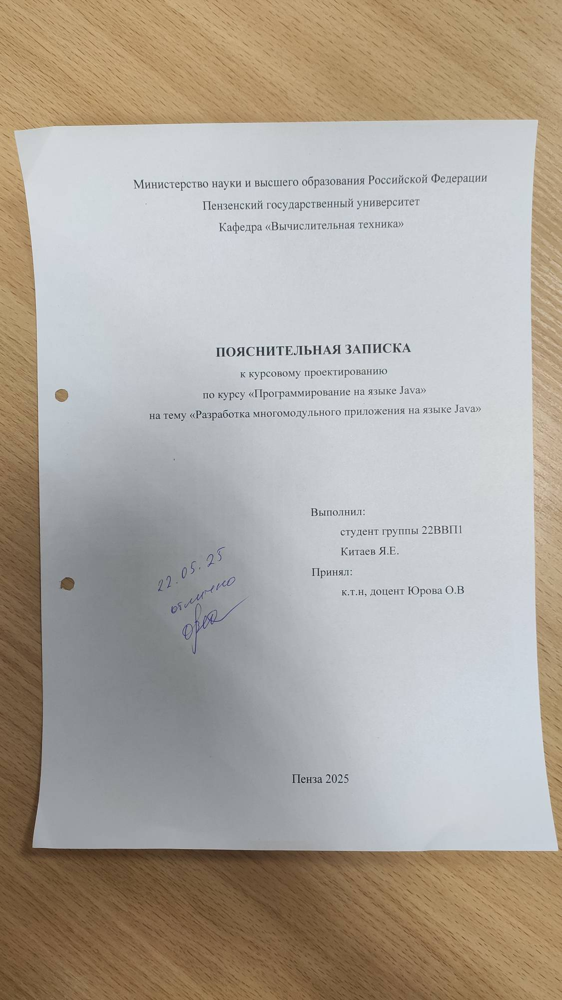 Министерство науки и высшего образования Российской Федерации
Пензенский государственный университет
Кафедра «Вычислительная техника»
ПОЯСНИТЕЛЬНАЯ ЗАПИСКА
к курсовому проектированию
по курсу «Программирование на языке Java»
на тему «Разработка многомодульного приложения на языке Java»
Выполнил:
студент группы 22ВВП1
Китаев Я.Е.
Принял:
к.т.н, доцент Юрова О.В
22.05.25
отлично
Пенза 2025